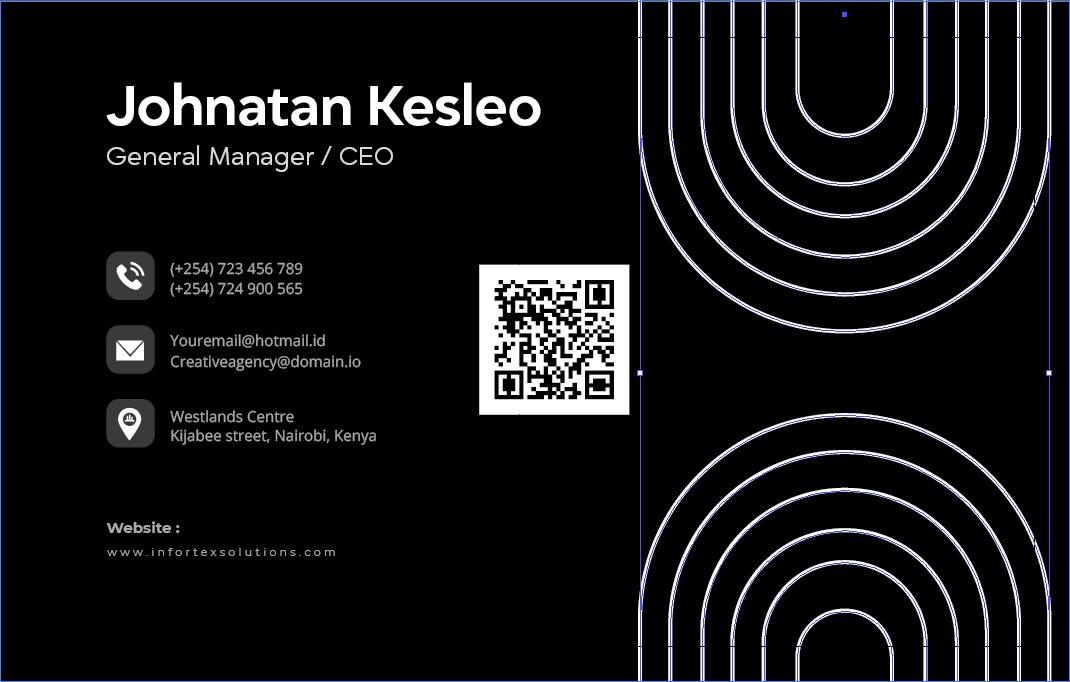 Johnatan Kesleo
General Manager / CEO
(+254) 723 456 789
(+254) 724 900 565
Youremail@hotmail.id
Creativeagency@domain.io
Westlands Centre
Kijabee street, Nairobi, Kenya
Website :
www.infortexsolutions.com